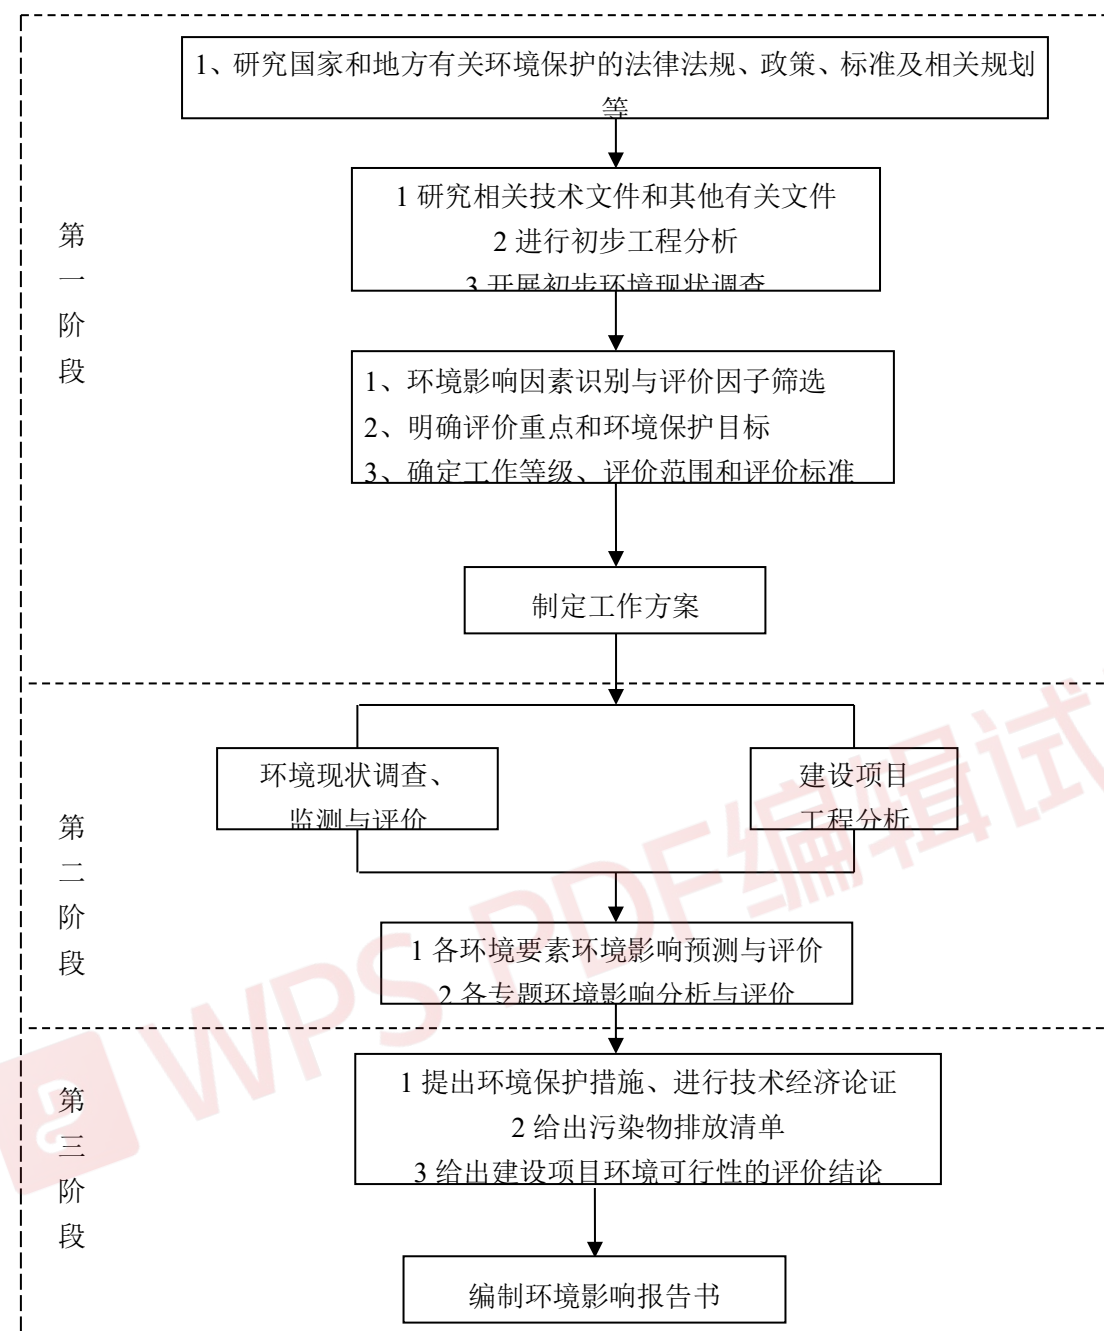 1、研究国家和地方有关环境保护的法律法规、政策、标准及相关规划
等
1 研究相关技术文件和其他有关文件
2 进行初步工程分析
3 开展初步环境现状调查
第
一
阶
段
1、环境影响因素识别与评价因子筛选
2、明确评价重点和环境保护目标
3、确定工作等级、评价范围和评价标准
制定工作方案
环境现状调查、
监测与评价
建设项目
工程分析
第
二
阶
段
1 各环境要素环境影响预测与评价
2 各专题环境影响分析与评价
第
三
阶
段
1 提出环境保护措施、进行技术经济论证
2 给出污染物排放清单
3 给出建设项目环境可行性的评价结论
编制环境影响报告书
WPS PDF编辑试